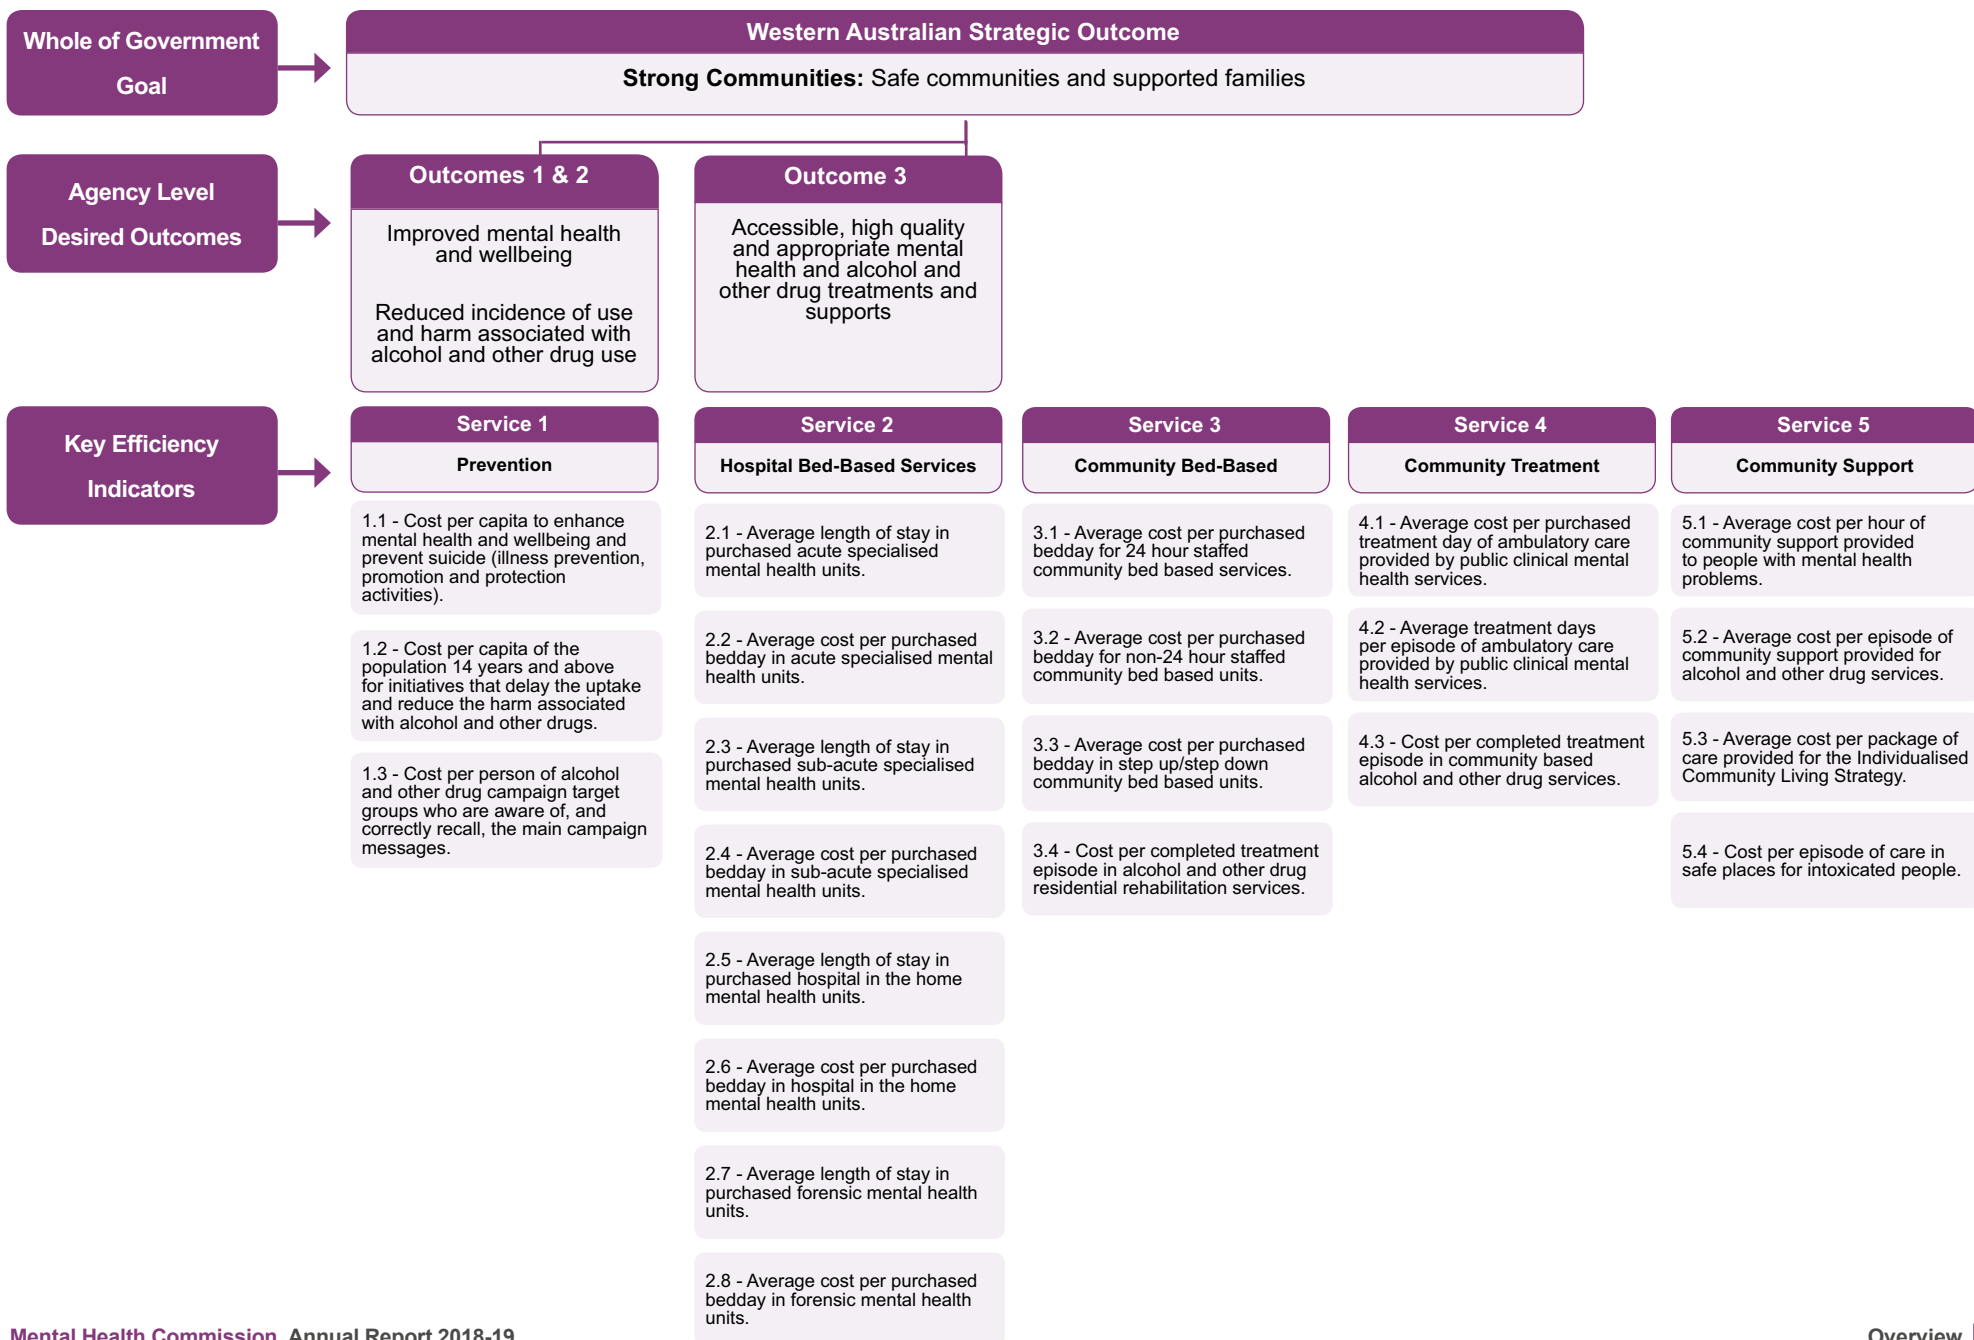 Whole of Government
Goal
Western Australian Strategic Outcome
Strong Communities: Safe communities and supported families
Agency Level
Desired Outcomes
Outcomes 1 & 2
Improved mental health
and wellbeing
Reduced incidence of use
and harm associated with
alcohol and other drug use
Outcome 3
Accessible, high quality
and appropriate mental
health and alcohol and
other drug treatments and
supports
Key Efficiency
Indicators
Service 1
Prevention
1.1 - Cost per capita to enhance
mental health and wellbeing and
prevent suicide (illness prevention,
promotion and protection
activities).
1.2 - Cost per capita of the
population 14 years and above
for initiatives that delay the uptake
and reduce the harm associated
with alcohol and other drugs.
1.3 - Cost per person of alcohol
and other drug campaign target
groups who are aware of, and
correctly recall, the main campaign
messages.
Service 2
Hospital Bed-Based Services
2.1 - Average length of stay in
purchased acute specialised
mental health units.
2.2 - Average cost per purchased
bedday in acute specialised mental
health units.
2.3 - Average length of stay in
purchased sub-acute specialised
mental health units.
2.4 - Average cost per purchased
bedday in sub-acute specialised
mental health units.
2.5 - Average length of stay in
purchased hospital in the home
mental health units.
2.6 - Average cost per purchased
bedday in hospital in the home
mental health units.
2.7 - Average length of stay in
purchased forensic mental health
units.
2.8 - Average cost per purchased
bedday in forensic mental health
units.
Service 3
Community Bed-Based
3.1 - Average cost per purchased
bedday for 24 hour staffed
community bed based services.
3.2 - Average cost per purchased
bedday for non-24 hour staffed
community bed based units.
3.3 - Average cost per purchased
bedday in step up/step down
community bed based units.
3.4 - Cost per completed treatment
episode in alcohol and other drug
residential rehabilitation services.
Service 4
Community Treatment
4.1 - Average cost per purchased
treatment day of ambulatory care
provided by public clinical mental
health services.
4.2 - Average treatment days
per episode of ambulatory care
provided by public clinical mental
health services.
4.3 - Cost per completed treatment
episode in community based
alcohol and other drug services.
Service 5
Community Support
5.1 - Average cost per hour of
community support provided
to people with mental health
problems.
5.2 - Average cost per episode of
community support provided for
alcohol and other drug services.
5.3 - Average cost per package of
care provided for the Individualised
Community Living Strategy.
5.4 - Cost per episode of care in
safe places for intoxicated people.
Mental Health Commission Annual Report 2018-19
Overview